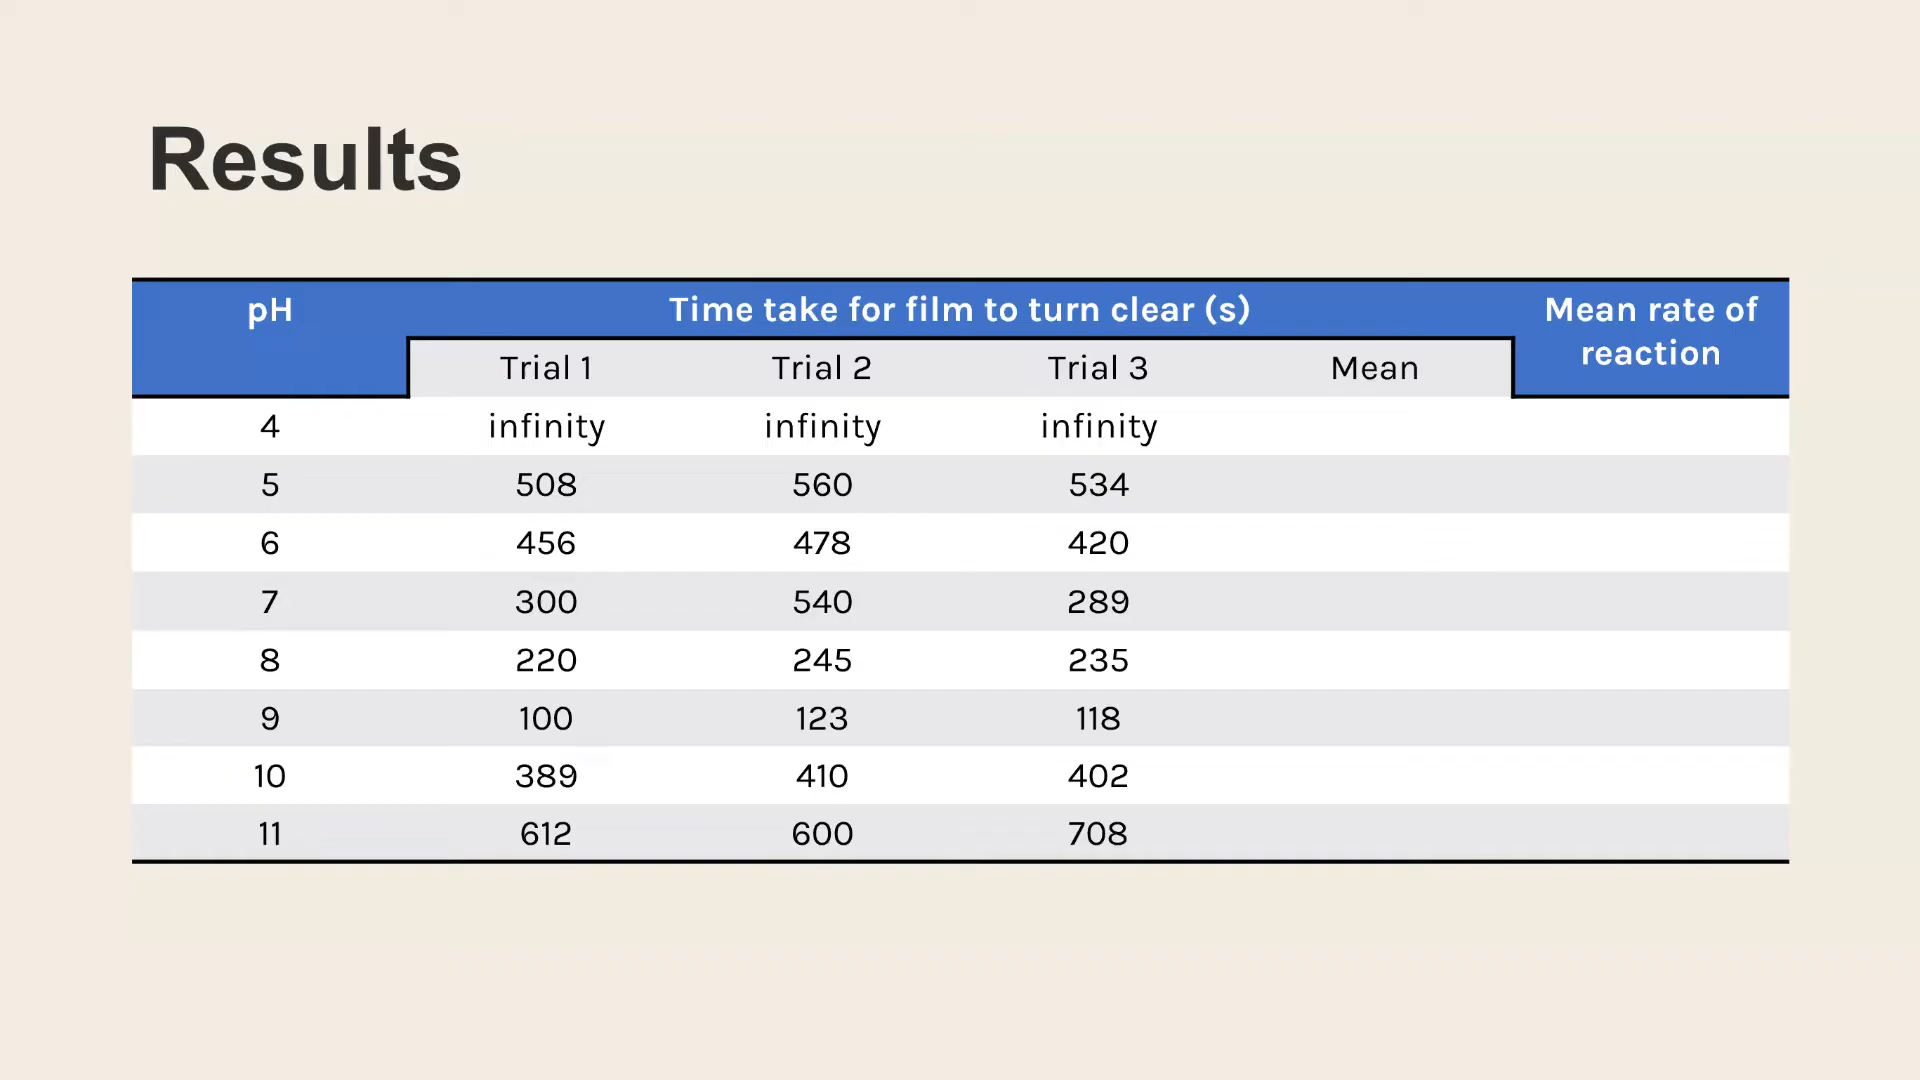 Results
pH Time take for film to turn clear (s) Mean rate of
reaction
Trial 1 Trial 2 Trial 3 Mean
4 infinity infinity infinity
5 508 560 534
6 456 478 420
7 300 540 289
8 220 245 235
9 100 123 118
10 389 410 402
11 612 600 708